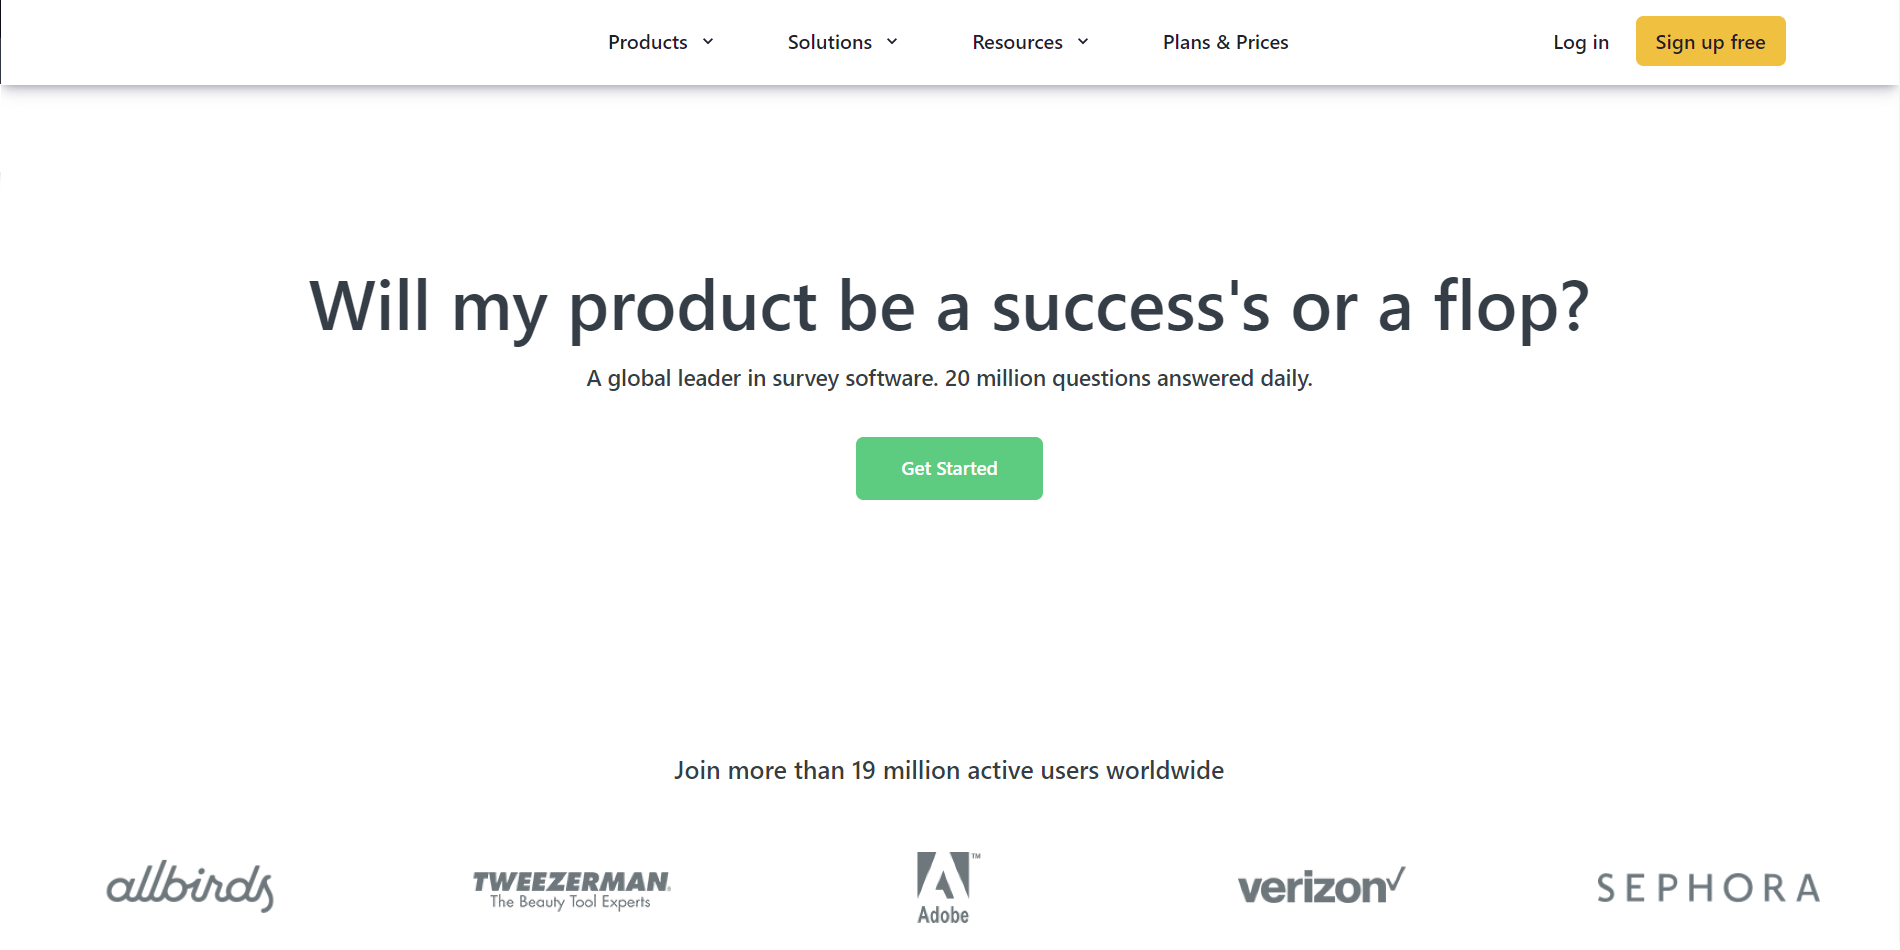 Products Solutions Resources Plans & Prices Log in Sign up free
Will my product be a success's or a flop?
A global leader in survey software. 20 million questions answered daily.
Get Started
Join more than 19 million active users worldwide
allbirds
TWEEZERMAN®
The Beauty Tool Experts
™
Adobe
verizon✓
SEPHORA